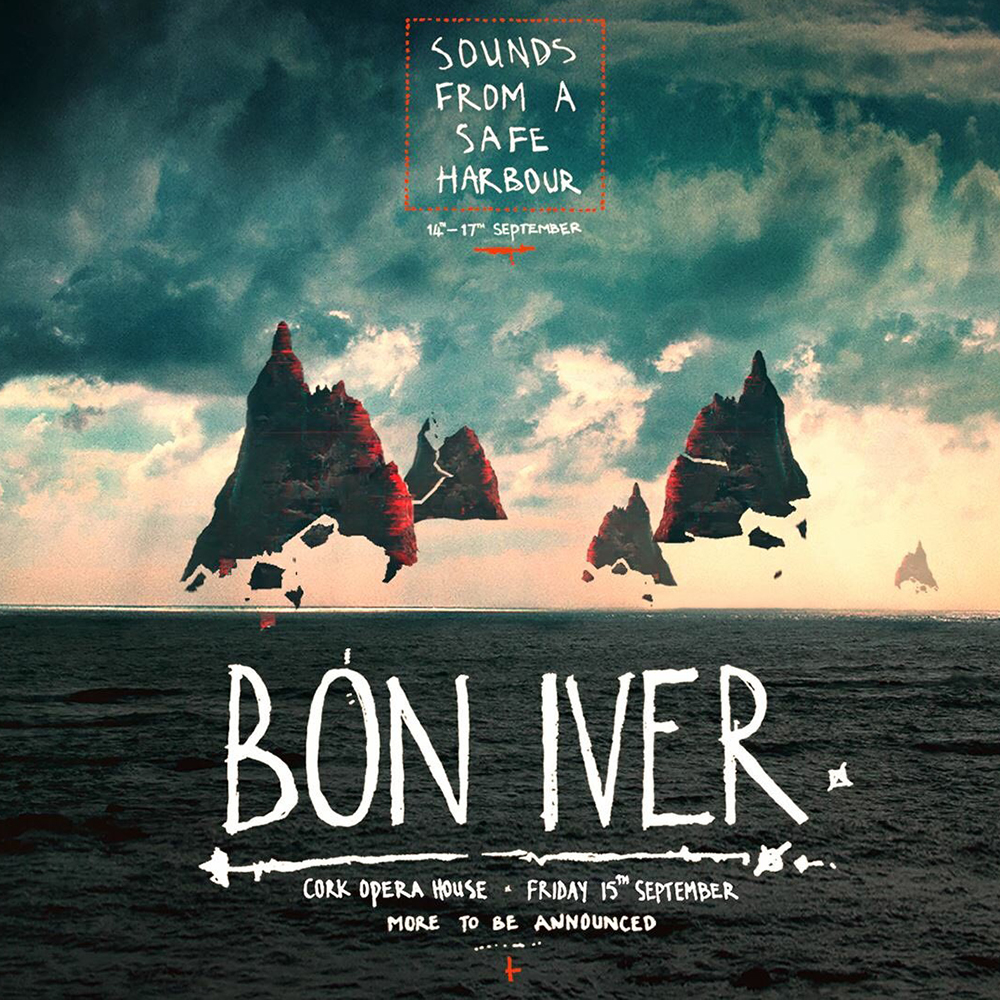 SOUNDS
FROM A
SAFE
HARBOUR
14TH – 17TH SEPTEMBER
BÓN IVER
CORK OPERA HOUSE · FRIDAY 15TH SEPTEMBER
MORE TO BE ANNOUNCED